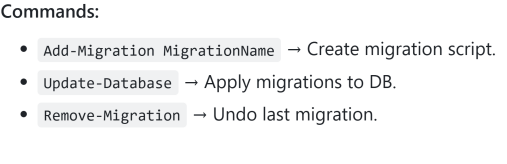 Commands:
• Add-Migration MigrationName → Create migration script.
• Update-Database → Apply migrations to DB.
• Remove-Migration → Undo last migration.